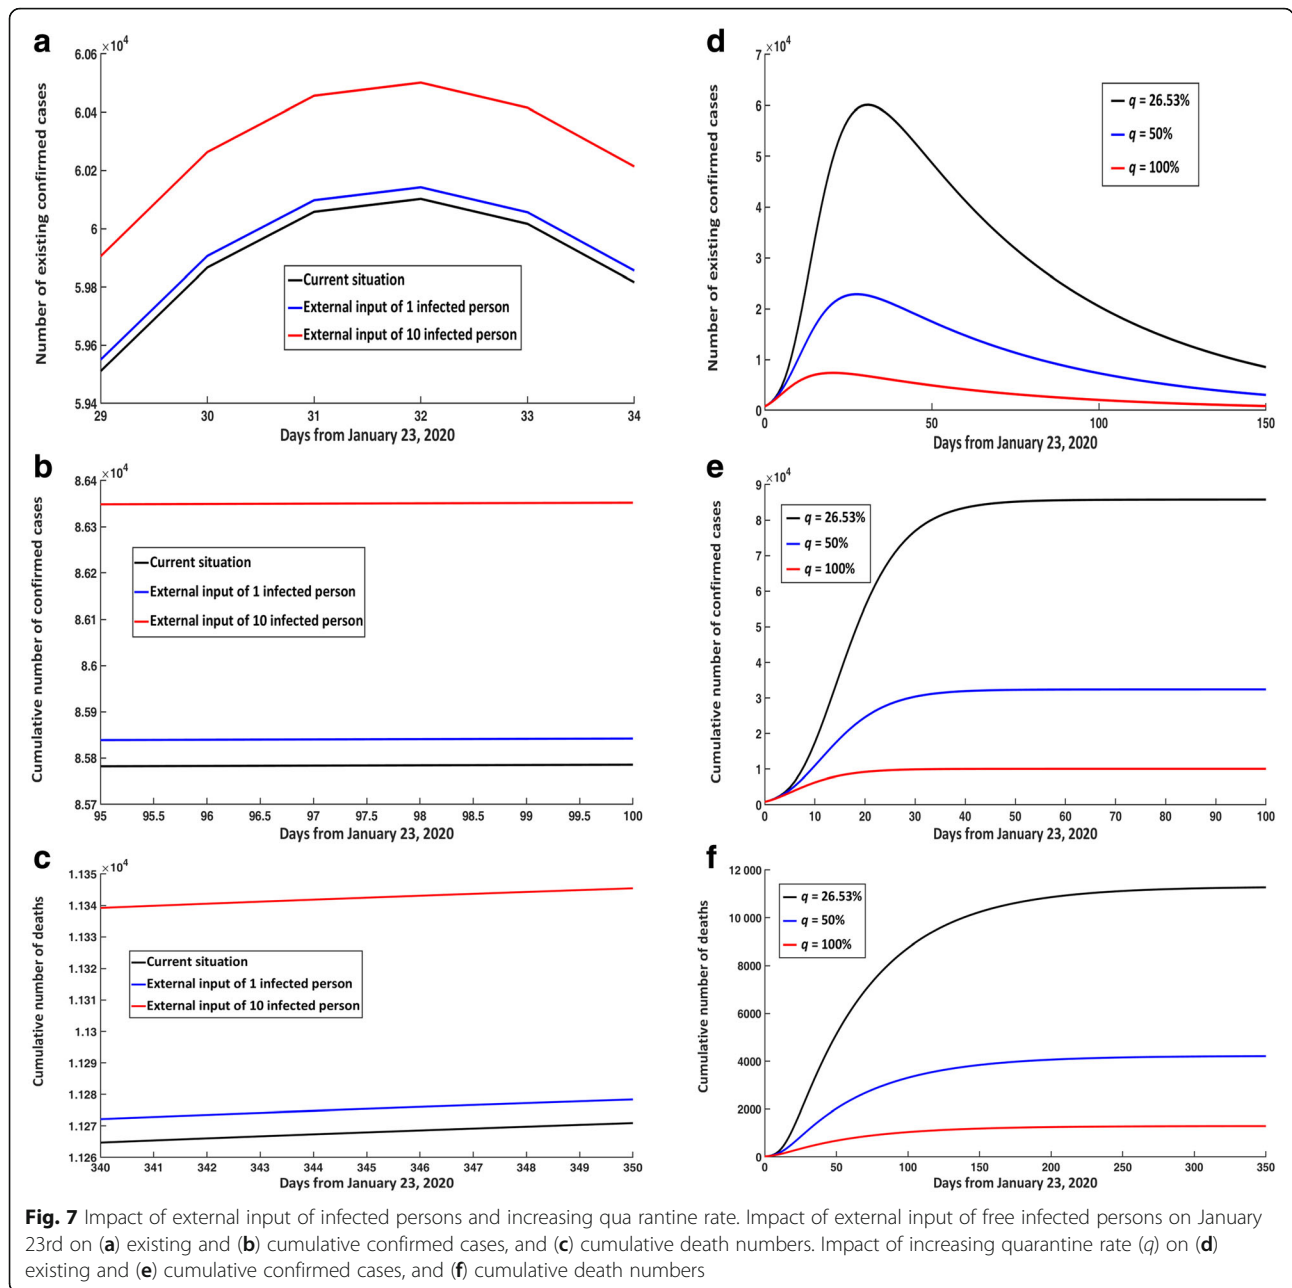 a
×10⁴
6.06
6.04
6.02
6
5.98
5.96
5.94
Number of existing confirmed cases
Current situation
External input of 1 infected person
External input of 10 infected person
29 30 31 32 33 34
Days from January 23, 2020
b
×10⁴
8.64
8.63
8.62
8.61
8.6
8.59
8.58
8.57
Cumulative number of confirmed cases
Current situation
External input of 1 infected person
External input of 10 infected person
95 95.5 96 96.5 97 97.5 98 98.5 99 99.5 100
Days from January 23, 2020
c
×10⁴
1.135
1.134
1.133
1.132
1.131
1.13
1.129
1.128
1.127
1.126
Cumulative number of deaths
Current situation
External input of 1 infected person
External input of 10 infected person
340 341 342 343 344 345 346 347 348 349 350
Days from January 23, 2020
d
×10⁴
7
6
5
4
3
2
1
0
Number of existing confirmed cases
q = 26.53%
q = 50%
q = 100%
0 50 100 150
Days from January 23, 2020
e
×10⁴
9
8
7
6
5
4
3
2
1
0
Cumulative number of confirmed cases
q = 26.53%
q = 50%
q = 100%
0 10 20 30 40 50 60 70 80 90 100
Days from January 23, 2020
f
12 000
10 000
8000
6000
4000
2000
0
Cumulative number of deaths
q = 26.53%
q = 50%
q = 100%
0 50 100 150 200 250 300 350
Days from January 23, 2020
Fig. 7 Impact of external input of infected persons and increasing qua rantine rate. Impact of external input of free infected persons on January
23rd on (a) existing and (b) cumulative confirmed cases, and (c) cumulative death numbers. Impact of increasing quarantine rate (q) on (d)
existing and (e) cumulative confirmed cases, and (f) cumulative death numbers